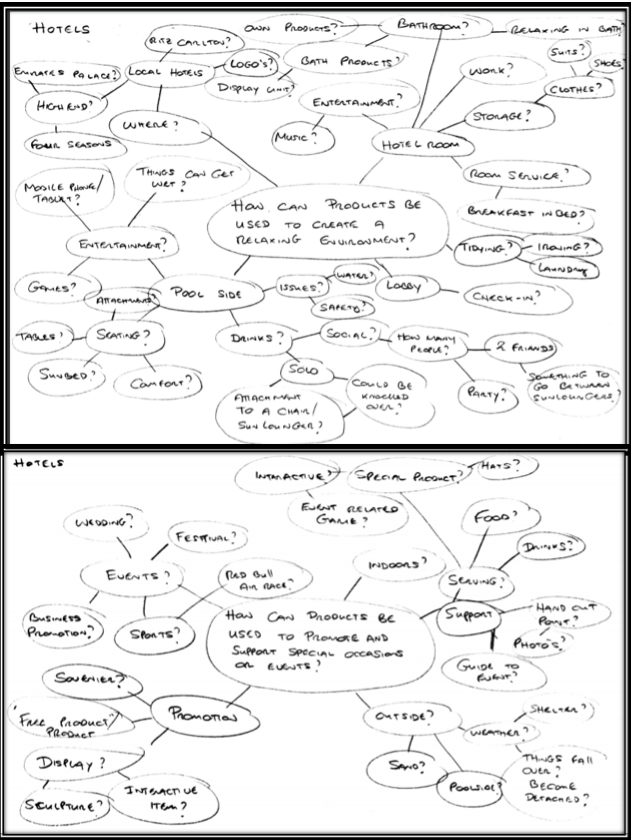 HOTELS
OWN PRODUCTS?
BATHROOM?
RELAXING IN BATH
RITZ CARLTON?
LOGO'S?
BATH PRODUCTS?
SUITS?
SHOES?
EMIRATES PALACE?
LOCAL HOTELS
DISPLAY UNIT?
WORK?
CLOTHES?
HIGH END?
ENTERTAINMENT?
STORAGE?
WHERE?
MUSIC?
HOTEL ROOM
FOUR SEASONS
MOBILE PHONE/
TABLET?
THINGS CAN GET
WET?
ROOM SERVICE?
HOW CAN PRODUCTS BE
USED TO CREATE A
RELAXING ENVIRONMENT?
BREAKFAST IN BED?
ENTERTAINMENT?
TIDYING?
IRONING?
LAUNDRY
GAMES?
ATTACHMENT?
POOL SIDE
ISSUES?
WATER?
LOBBY
CHECK-IN?
SAFETY?
TABLES?
SEATING?
DRINKS?
SOCIAL?
HOW MANY
PEOPLE?
2 FRIENDS
SUNBED?
COMFORT?
SOLO
ATTACHMENT
TO A CHAIR/
SUNLOUNGER?
COULD BE
KNOCKED
OVER?
PARTY?
SOMETHING TO
GO BETWEEN
SUNLOUNGERS?
HOTELS
INTERACTIVE?
SPECIAL PRODUCT?
HATS?
EVENT RELATED
GAME?
WEDDING?
FESTIVAL?
FOOD?
DRINKS?
EVENTS?
RED BULL
AIR RACE?
INDOORS?
SERVING?
BUSINESS
PROMOTION?
SPORTS?
HOW CAN PRODUCTS BE
USED TO PROMOTE AND
SUPPORT SPECIAL OCCASIONS
OR EVENTS?
SUPPORT
HAND OUT
POINT?
PHOTO'S?
GUIDE TO
EVENT?
SOUVENIER?
'FREE PRODUCT'/
PRODUCT
PROMOTION
OUTSIDE?
SHELTER?
WEATHER?
DISPLAY?
SAND?
POOLSIDE?
THINGS FALL
OVER?
BECOME
DETACHED?
SCULPTURE?
INTERACTIVE
ITEM?